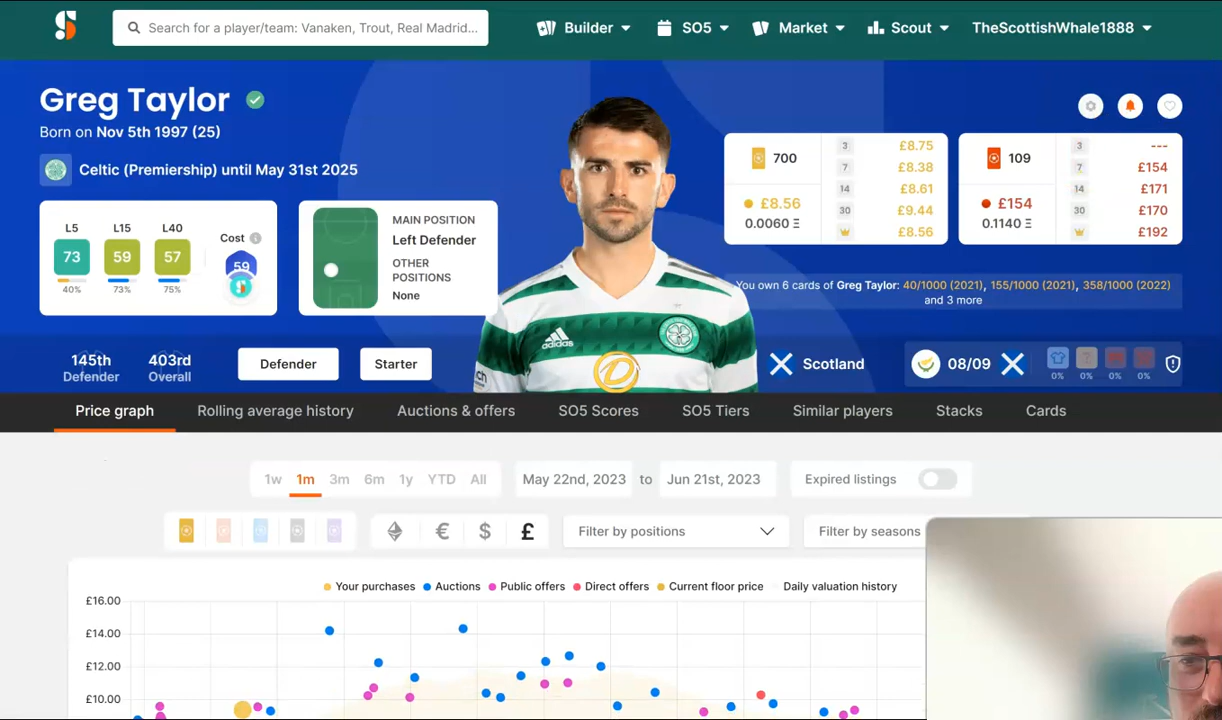 Search for a player/team: Vanaken, Trout, Real Madrid...
Builder
SO5
Market
Scout
TheScottishWhale1888
Greg Taylor
Born on Nov 5th 1997 (25)
Celtic (Premiership) until May 31st 2025
L5 L15 L40
Cost
73 59 57
59
40% 73% 75%
MAIN POSITION
Left Defender
OTHER
POSITIONS
None
700
£8.56
0.0060 Ξ
3 £8.75
7 £8.38
14 £8.61
30 £9.44
£8.56
109
£154
0.1140 Ξ
3 ---
7 £154
14 £171
30 £170
£192
You own 6 cards of Greg Taylor: 40/1000 (2021), 155/1000 (2021), 358/1000 (2022)
and 3 more
145th
Defender
403rd
Overall
Defender
Starter
Scotland
08/09
0% 0% 0% 0%
Price graph Rolling average history Auctions & offers SO5 Scores SO5 Tiers Similar players Stacks Cards
1w 1m 3m 6m 1y YTD All
May 22nd, 2023 to Jun 21st, 2023
Expired listings
€ $ £
Filter by positions
Filter by seasons
Your purchases Auctions Public offers Direct offers Current floor price Daily valuation history
£16.00
£14.00
£12.00
£10.00